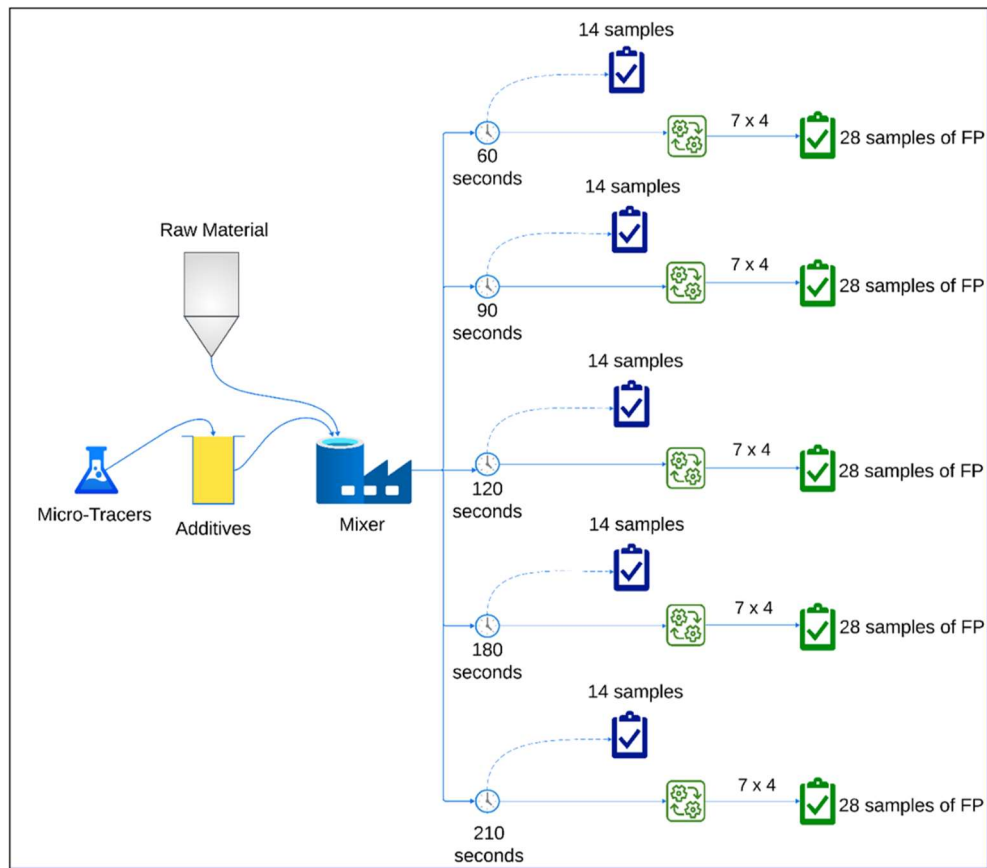 14 samples
7 x 4
28 samples of FP
60
seconds
14 samples
Raw Material
7 x 4
28 samples of FP
90
seconds
14 samples
7 x 4
28 samples of FP
120
seconds
Micro-Tracers
Additives
Mixer
14 samples
7 x 4
28 samples of FP
180
seconds
14 samples
7 x 4
28 samples of FP
210
seconds